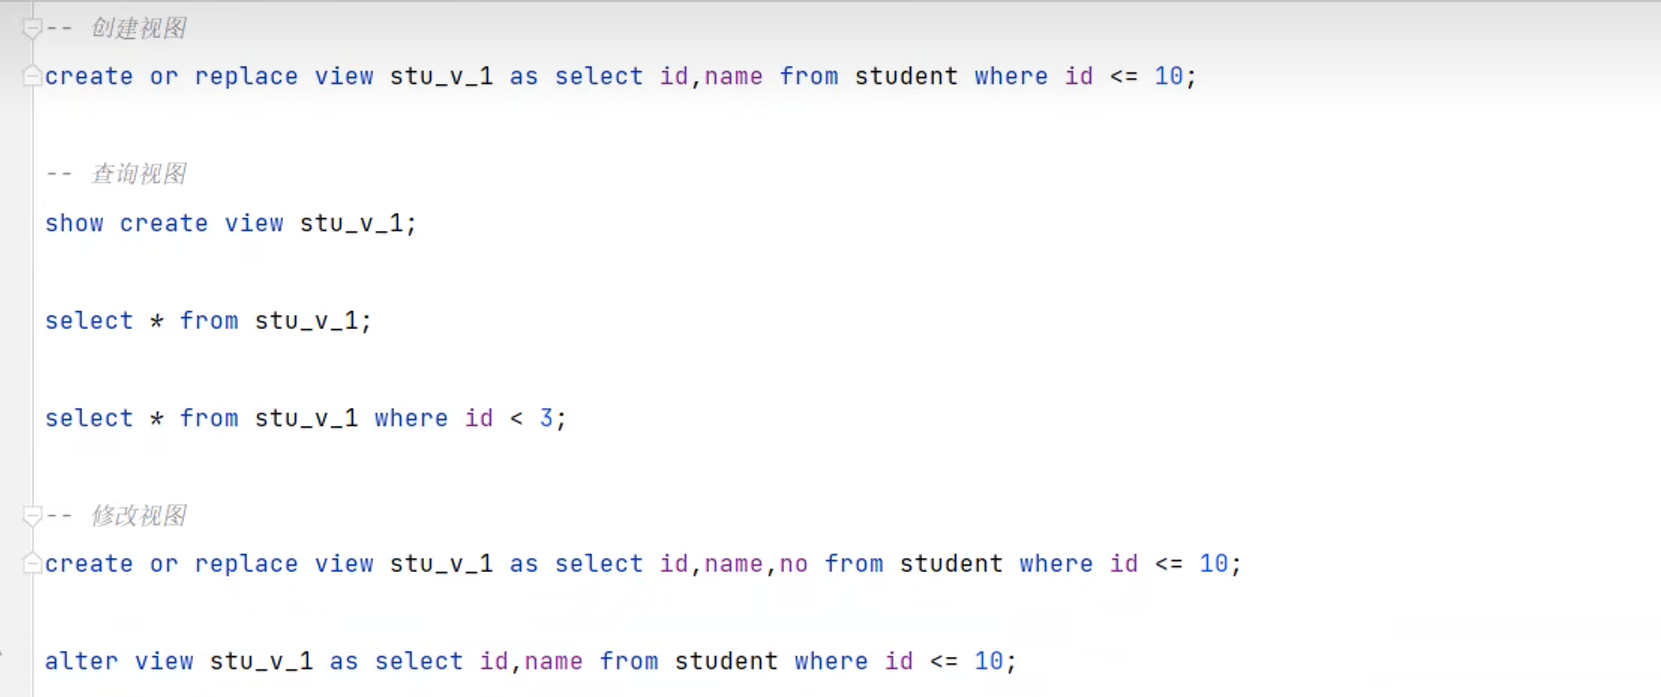 -- 创建视图
create or replace view stu_v_1 as select id,name from student where id <= 10;
-- 查询视图
show create view stu_v_1;
select * from stu_v_1;
select * from stu_v_1 where id < 3;
-- 修改视图
create or replace view stu_v_1 as select id,name,no from student where id <= 10;
alter view stu_v_1 as select id,name from student where id <= 10;